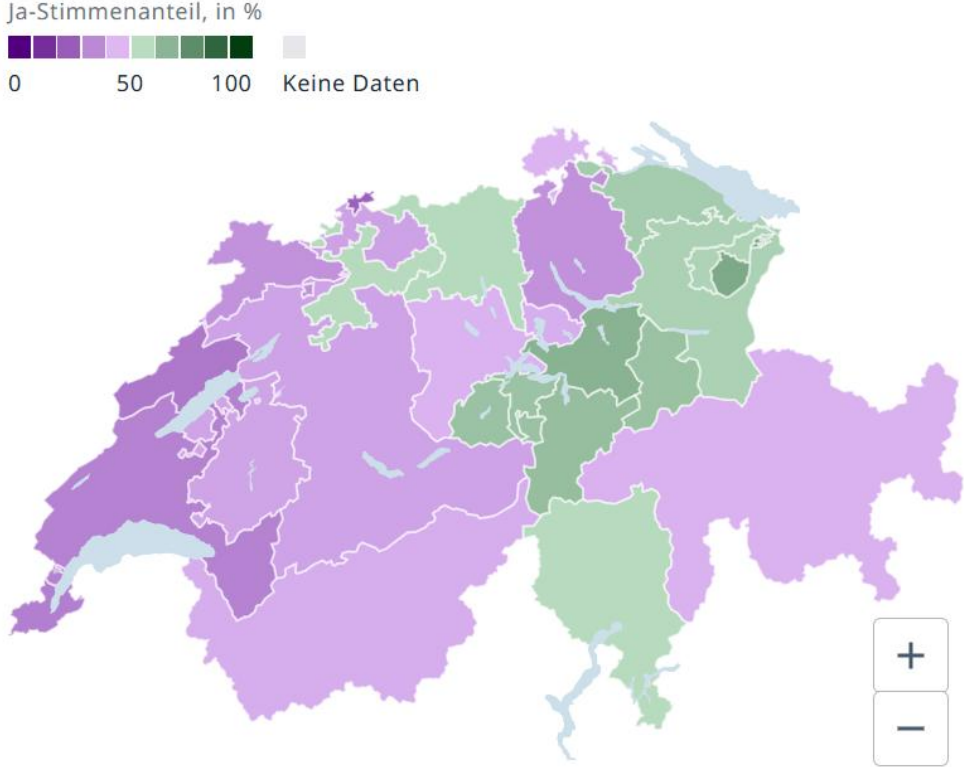 Ja-Stimmenanteil, in %
0 50 100 Keine Daten
+
−